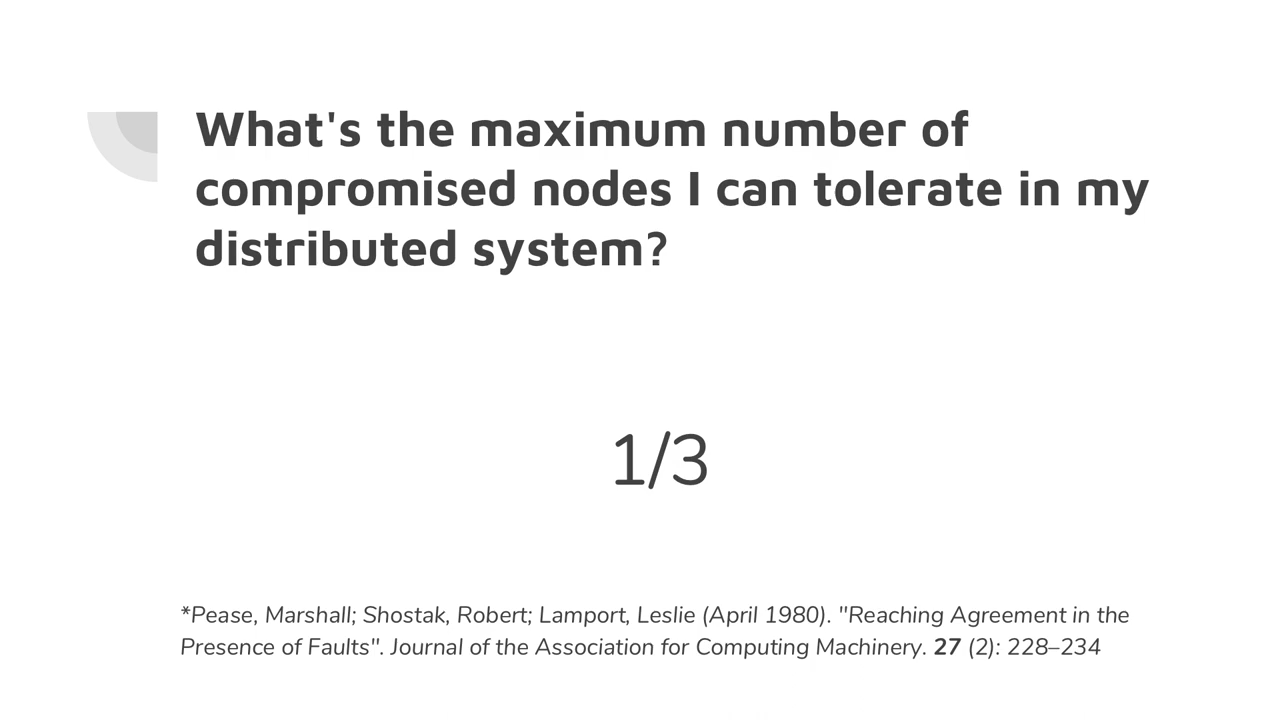 What's the maximum number of
compromised nodes I can tolerate in my
distributed system?
1/3
*Pease, Marshall; Shostak, Robert; Lamport, Leslie (April 1980). "Reaching Agreement in the
Presence of Faults". Journal of the Association for Computing Machinery. 27 (2): 228–234